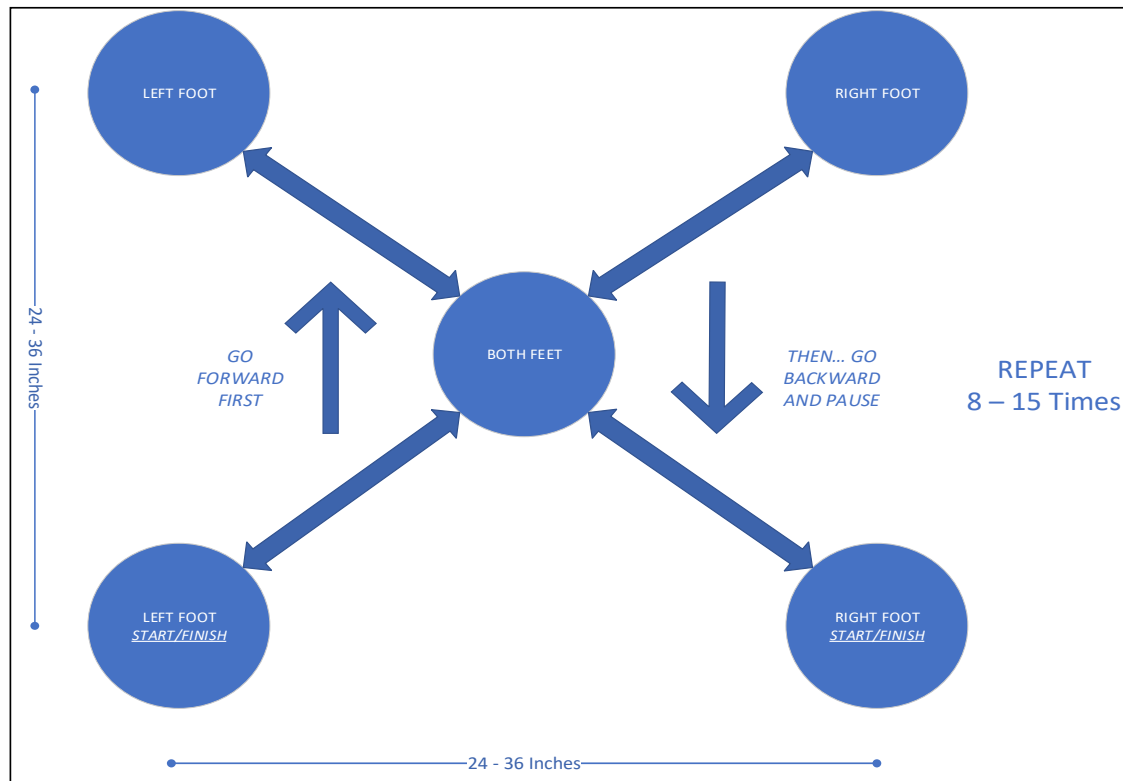 LEFT FOOT
RIGHT FOOT
24 - 36 Inches
GO
FORWARD
FIRST
BOTH FEET
THEN... GO
BACKWARD
AND PAUSE
REPEAT
8 – 15 Times
LEFT FOOT
START/FINISH
RIGHT FOOT
START/FINISH
24 - 36 Inches